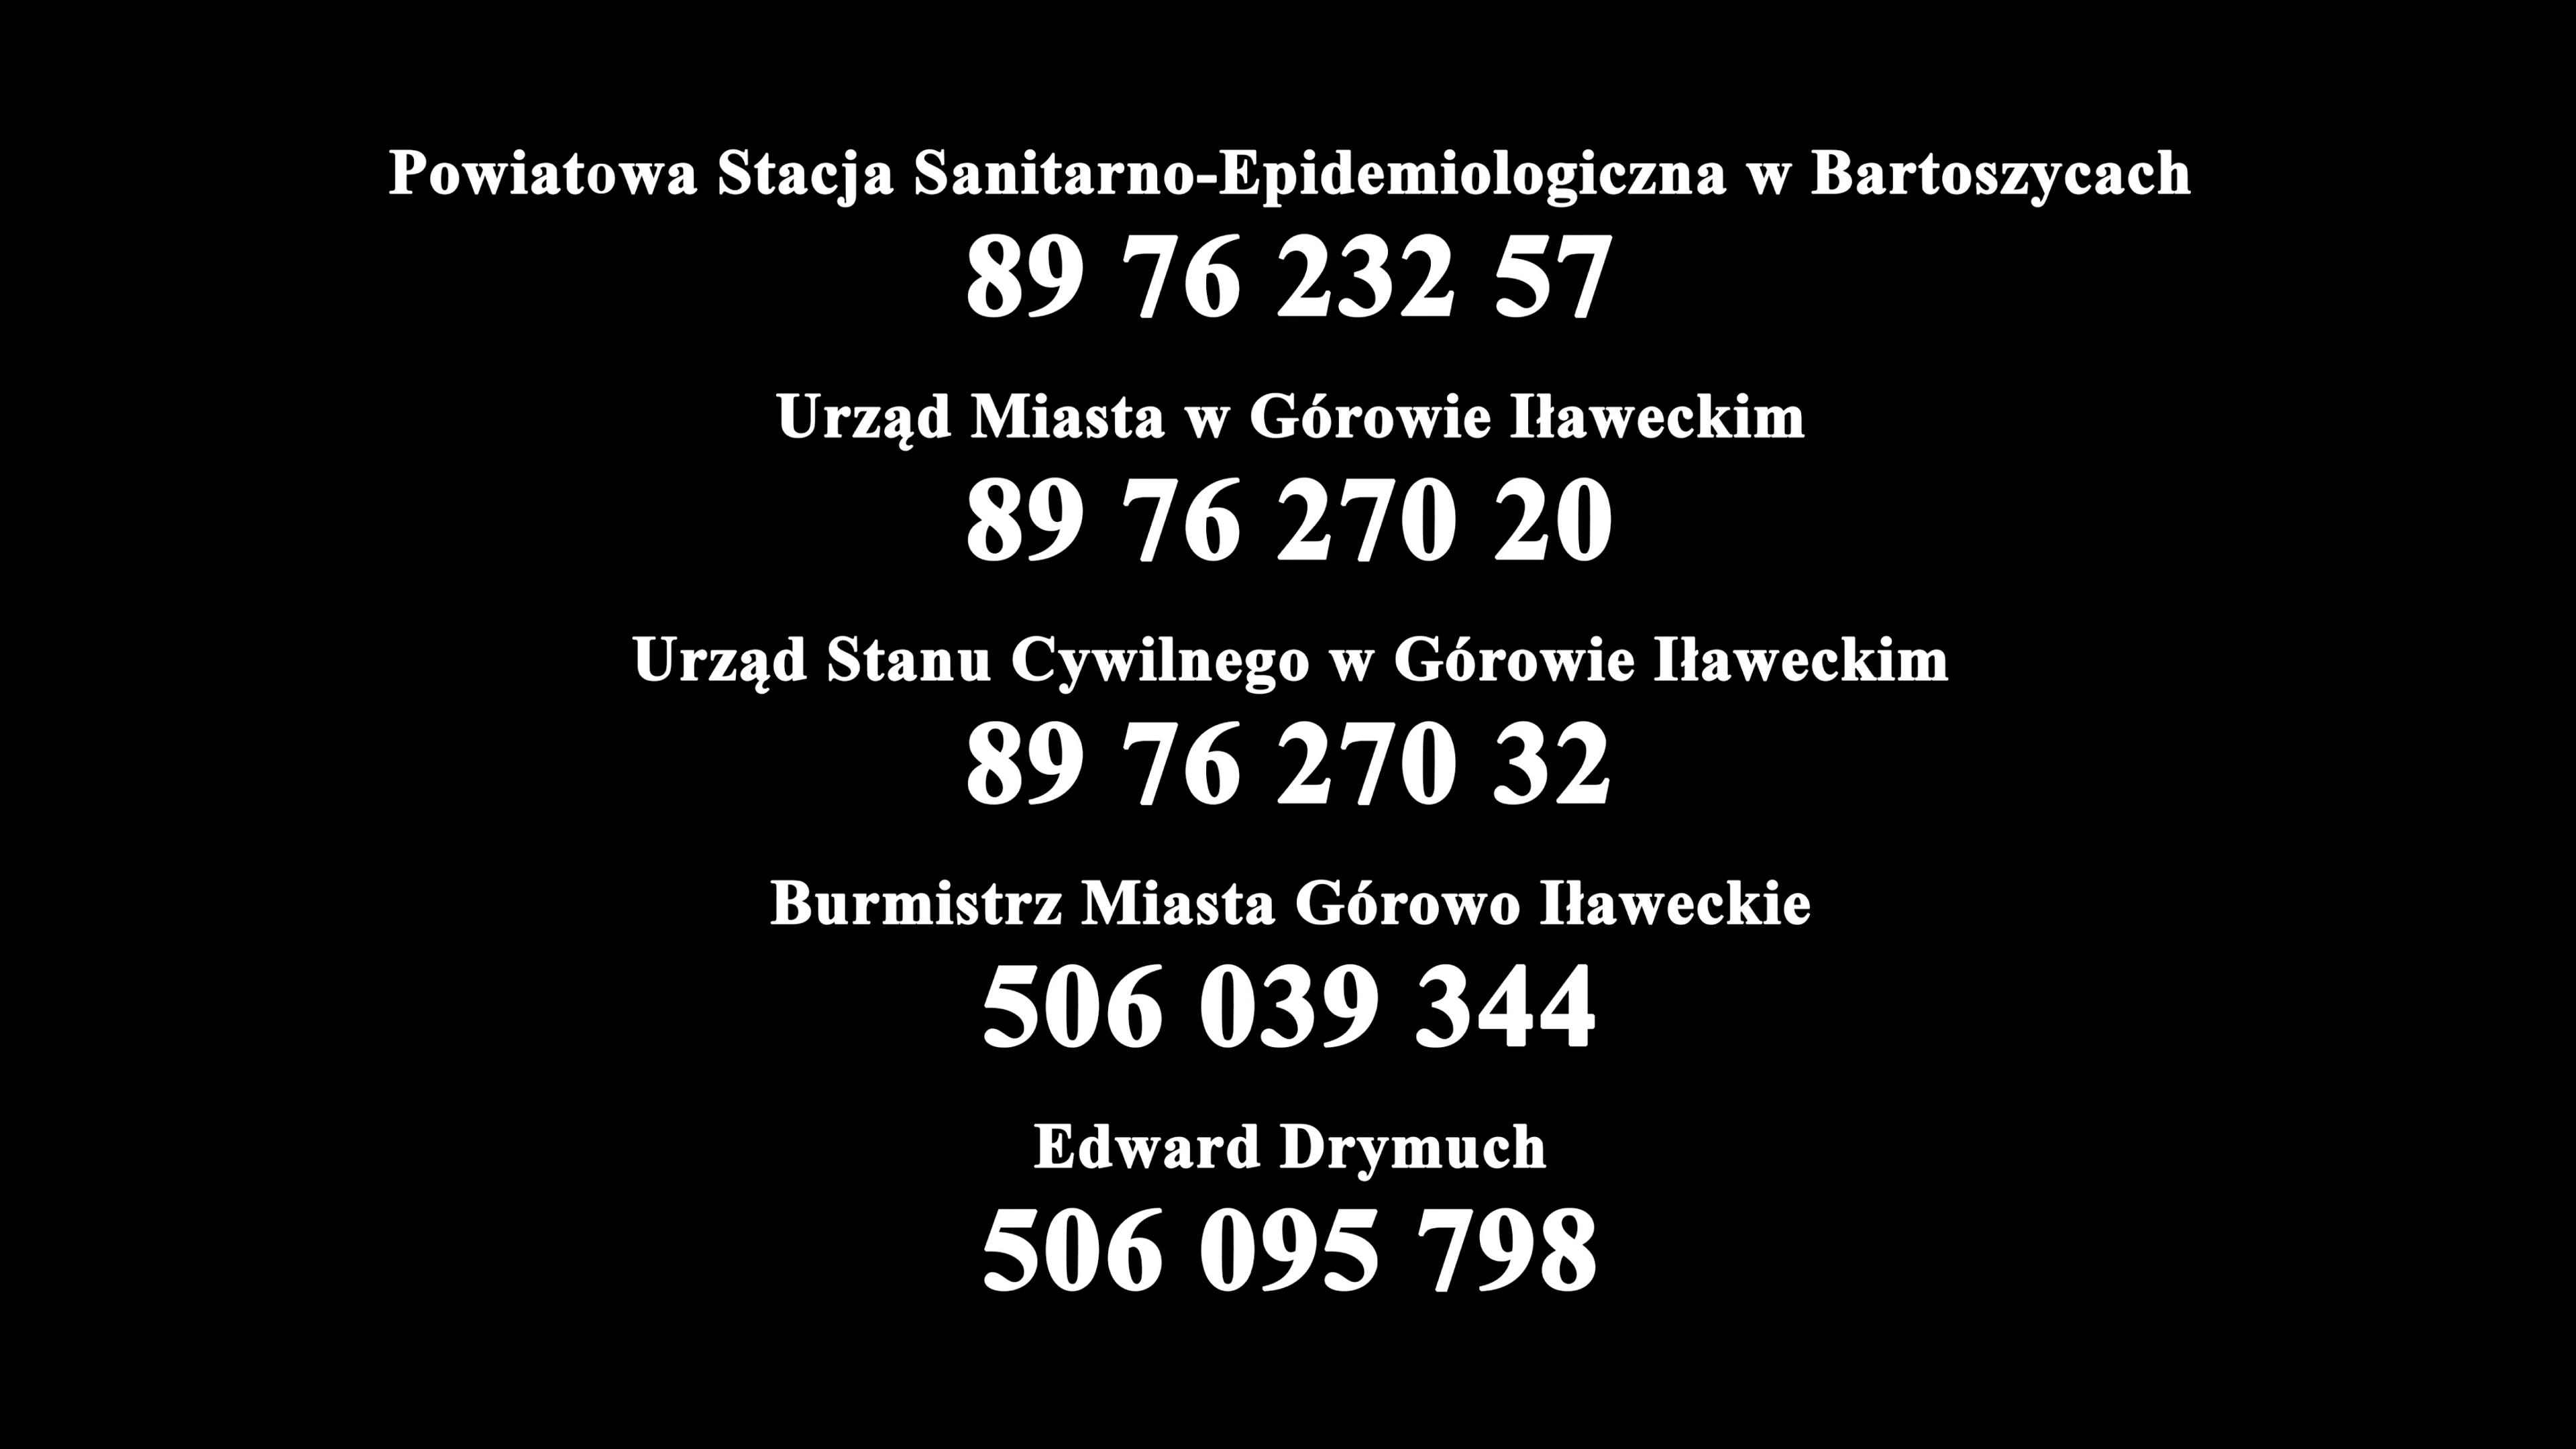 Powiatowa Stacja Sanitarno-Epidemiologiczna w Bartoszycach
89 76 232 57
Urząd Miasta w Górowie Iławeckim
89 76 270 20
Urząd Stanu Cywilnego w Górowie Iławeckim
89 76 270 32
Burmistrz Miasta Górowo Iławeckie
506 039 344
Edward Drymuch
506 095 798